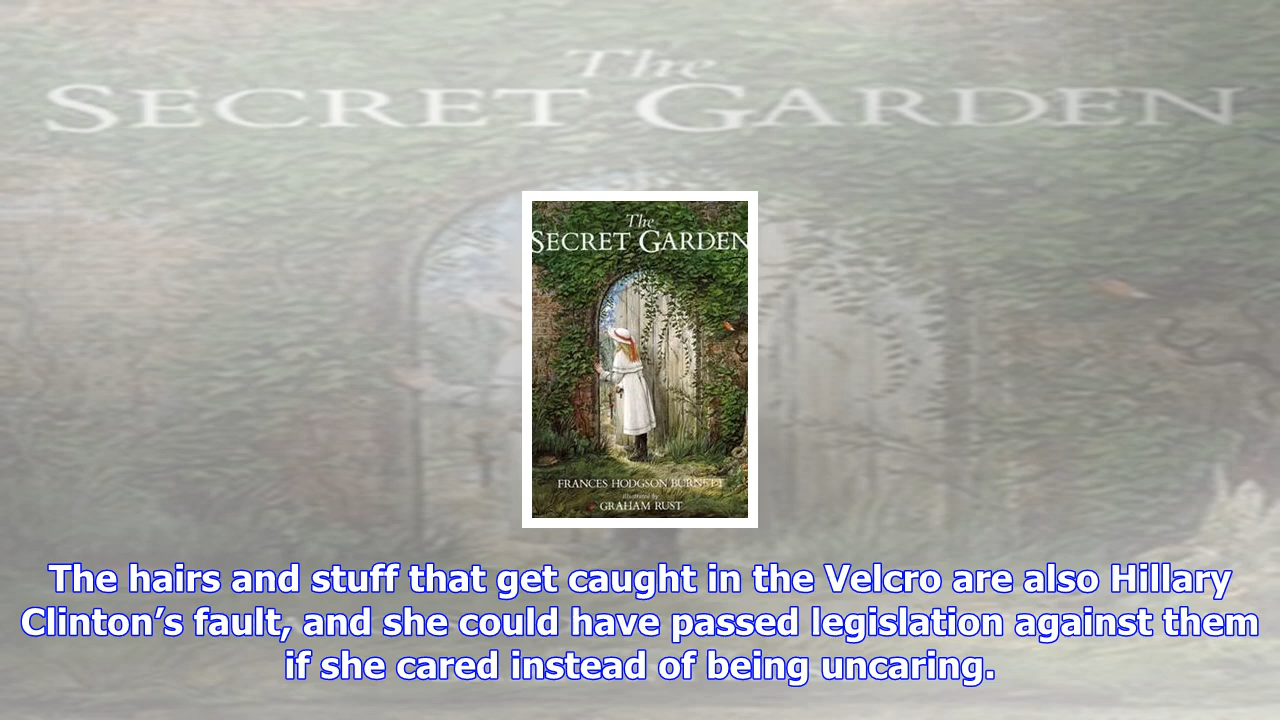 The
SECRET GARDEN
The
SECRET GARDEN
FRANCES HODGSON BURNETT
Illustrated by
GRAHAM RUST
The hairs and stuff that get caught in the Velcro are also Hillary
Clinton’s fault, and she could have passed legislation against them
if she cared instead of being uncaring.